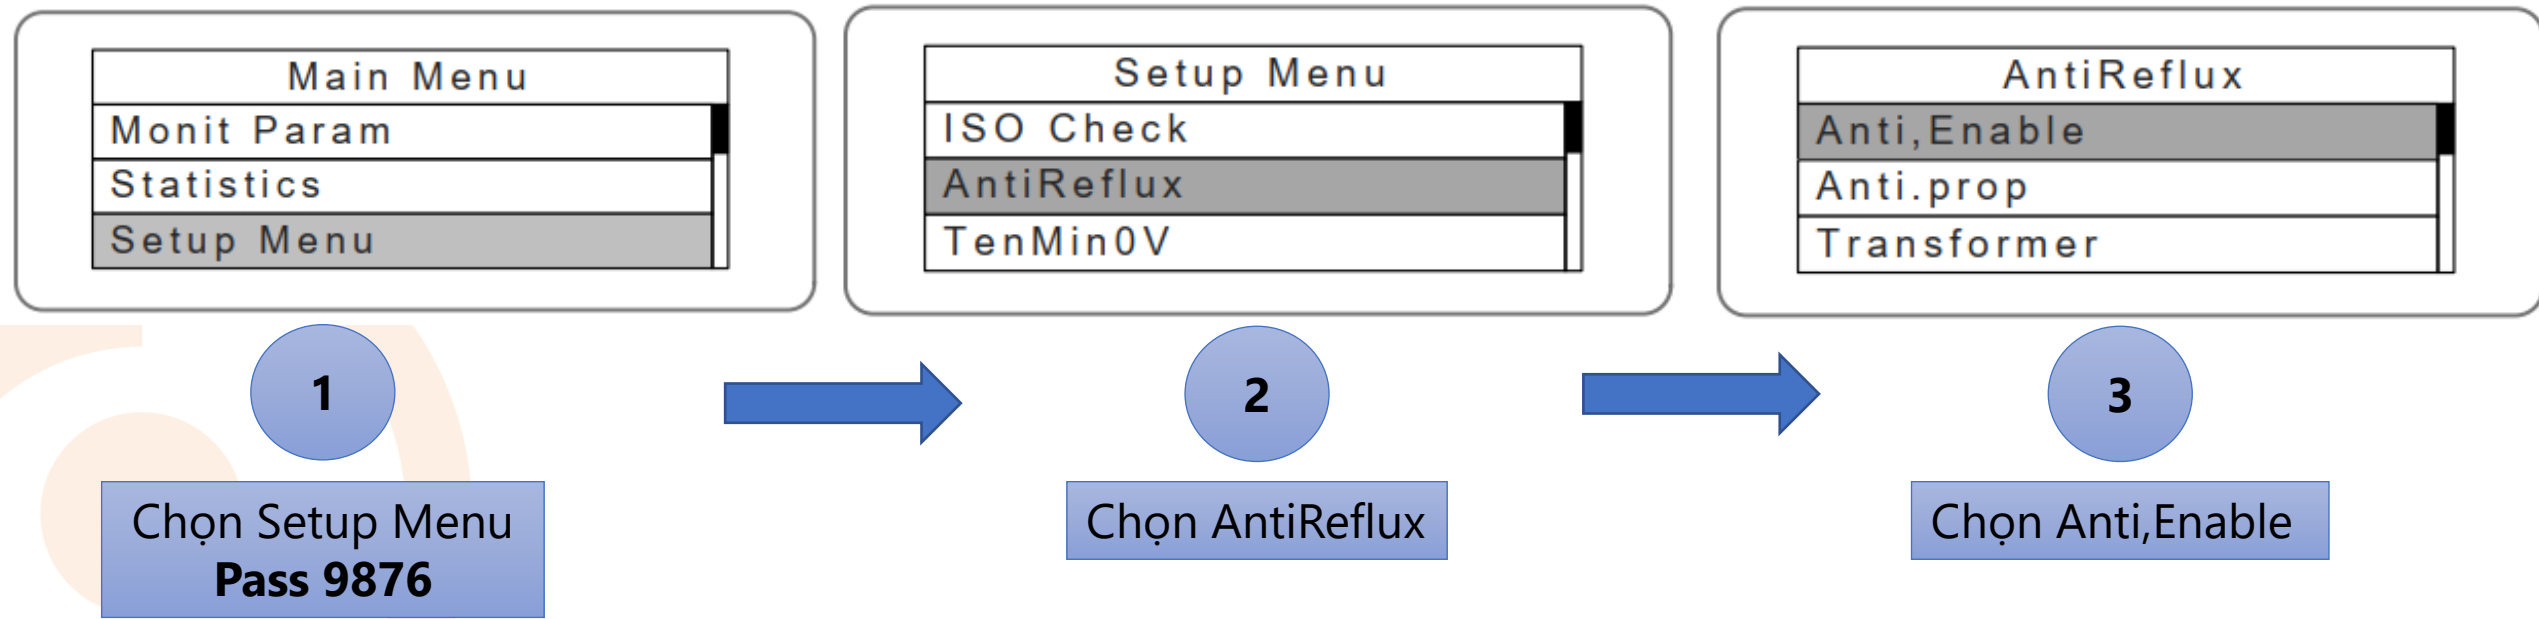 Main Menu
Monit Param
Statistics
Setup Menu
Setup Menu
ISO Check
AntiReflux
TenMin0V
AntiReflux
Anti,Enable
Anti.prop
Transformer
1
2
3
Chọn Setup Menu
Pass 9876
Chọn AntiReflux
Chọn Anti,Enable